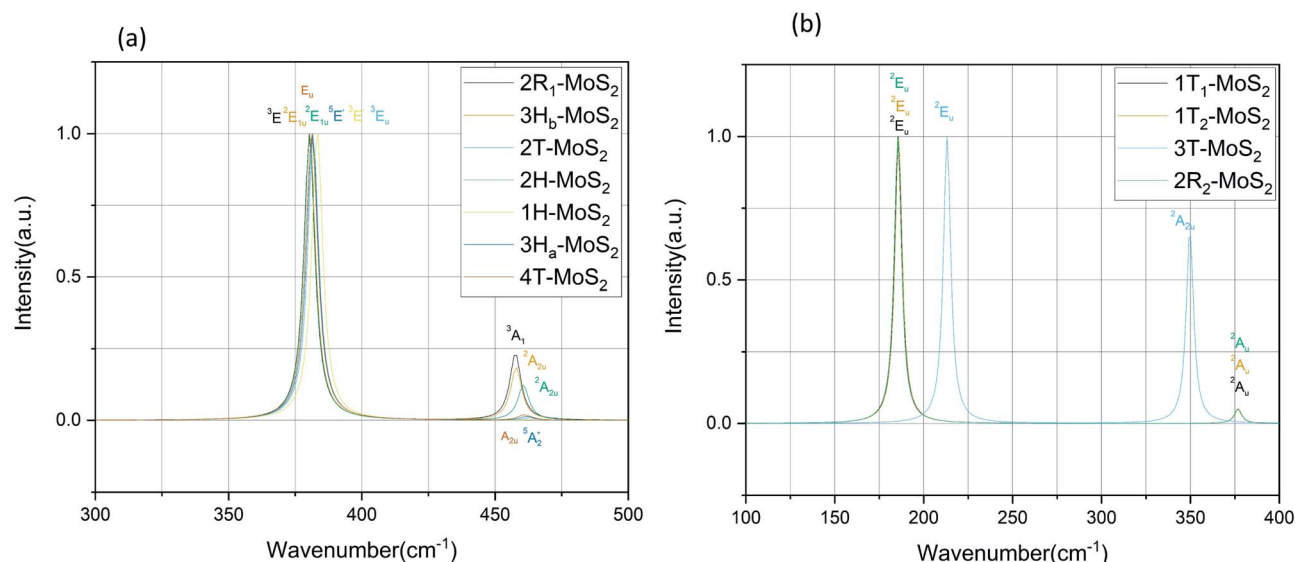 (a)
Intensity(a.u.)
1.0
0.5
0.0
300
350
400
450
500
Wavenumber(cm⁻¹)
2R₁-MoS₂
3Hb-MoS₂
2T-MoS₂
2H-MoS₂
1H-MoS₂
3Hₐ-MoS₂
4T-MoS₂
Eᵤ
³E ²E₁ᵤ ²E₁ᵤ ⁵E' ³E' ³Eᵤ
³A₁
²A₂ᵤ
²A₂ᵤ
A₂ᵤ ⁵A₂"
(b)
Intensity(a.u.)
1.0
0.5
0.0
100
150
200
250
300
350
400
Wavenumber(cm⁻¹)
1T₁-MoS₂
1T₂-MoS₂
3T-MoS₂
2R₂-MoS₂
²Eᵤ
²Eᵤ
²Eᵤ
²Eᵤ
²A₂ᵤ
²Aᵤ
²Aᵤ
²Aᵤ